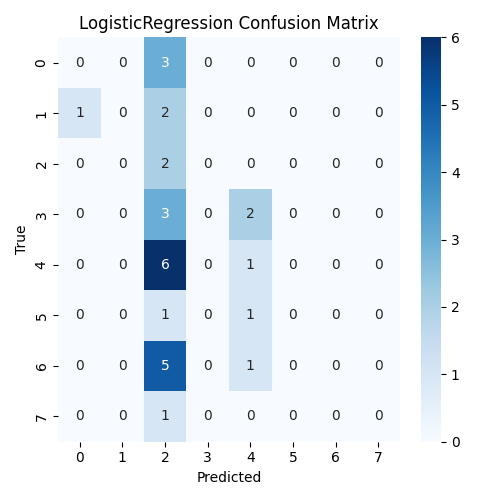 LogisticRegression Confusion Matrix
0 0 0 3 0 0 0 0 0
1 1 0 2 0 0 0 0 0
2 0 0 2 0 0 0 0 0
3 0 0 3 0 2 0 0 0
4 0 0 6 0 1 0 0 0
5 0 0 1 0 1 0 0 0
6 0 0 5 0 1 0 0 0
7 0 0 1 0 0 0 0 0
0 1 2 3 4 5 6 7
Predicted
True
6
5
4
3
2
1
0